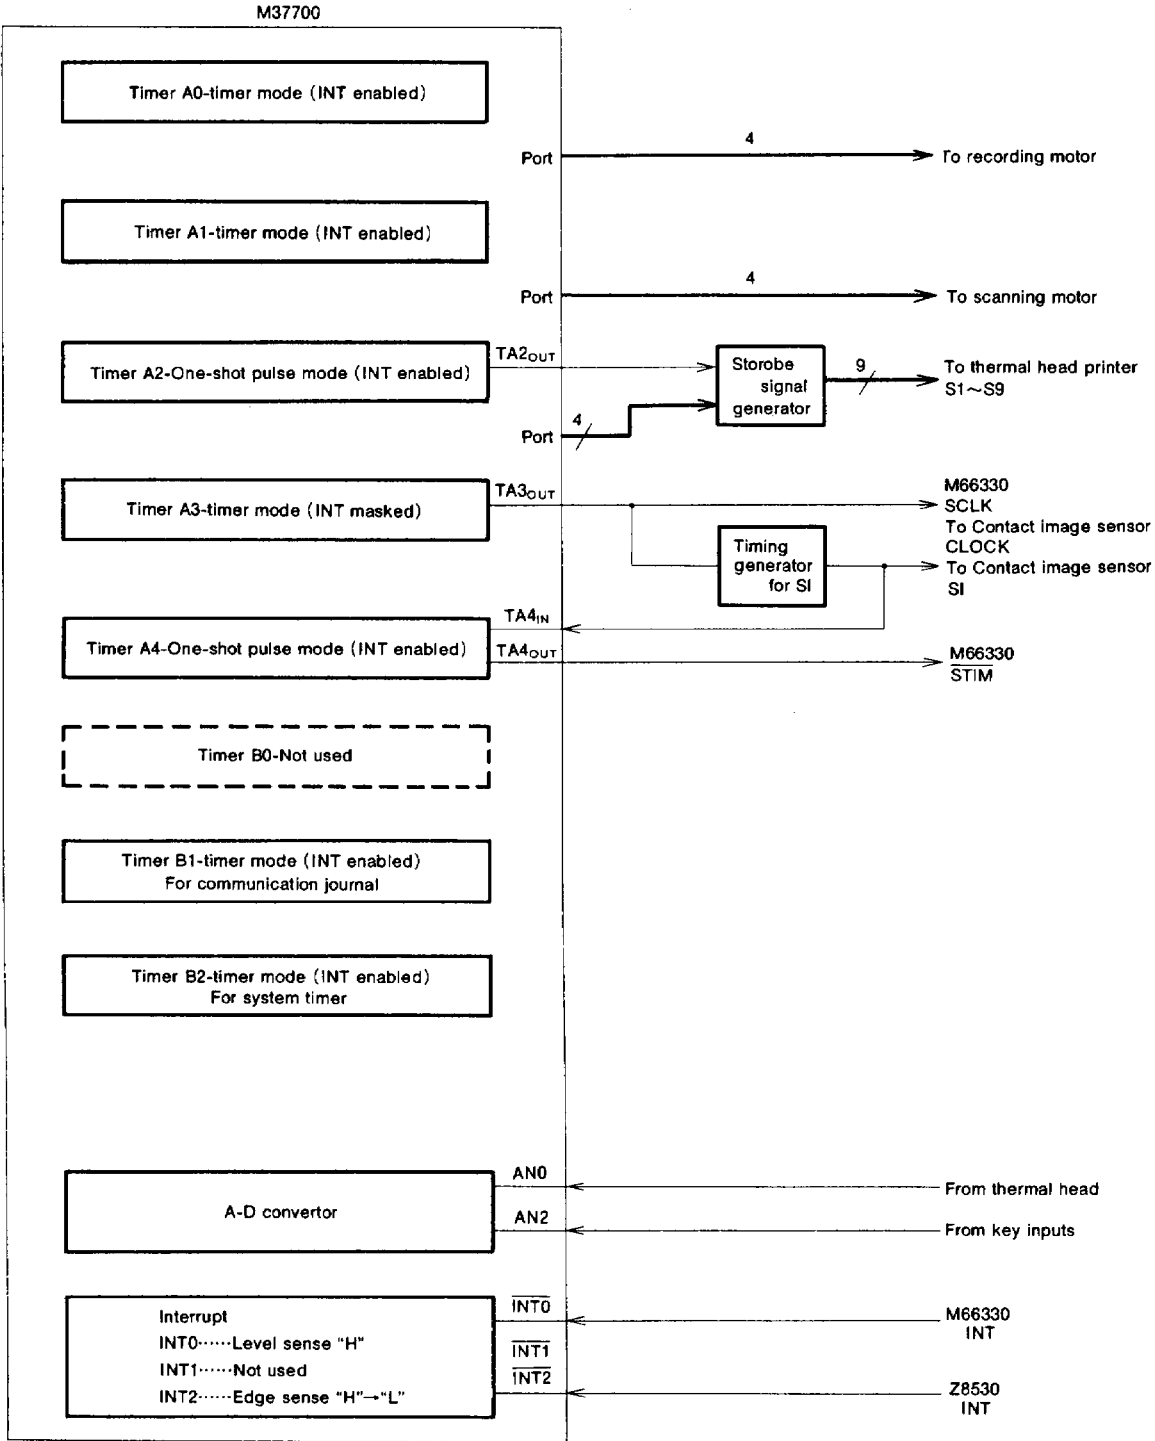 M37700
Timer A0-timer mode (INT enabled)
4
Port
To recording motor
Timer A1-timer mode (INT enabled)
4
Port
To scanning motor
TA2OUT
Timer A2-One-shot pulse mode (INT enabled)
Storobe
signal
generator
9
To thermal head printer
S1~S9
4
Port
TA3OUT
Timer A3-timer mode (INT masked)
M66330
SCLK
To Contact image sensor
CLOCK
Timing
generator
for SI
To Contact image sensor
SI
TA4IN
Timer A4-One-shot pulse mode (INT enabled)
TA4OUT
M66330
STIM
Timer B0-Not used
Timer B1-timer mode (INT enabled)
For communication journal
Timer B2-timer mode (INT enabled)
For system timer
A-D convertor
AN0
From thermal head
AN2
From key inputs
Interrupt
INT0······Level sense "H"
INT1······Not used
INT2······Edge sense "H"→"L"
INT0
INT1
INT2
M66330
INT
Z8530
INT